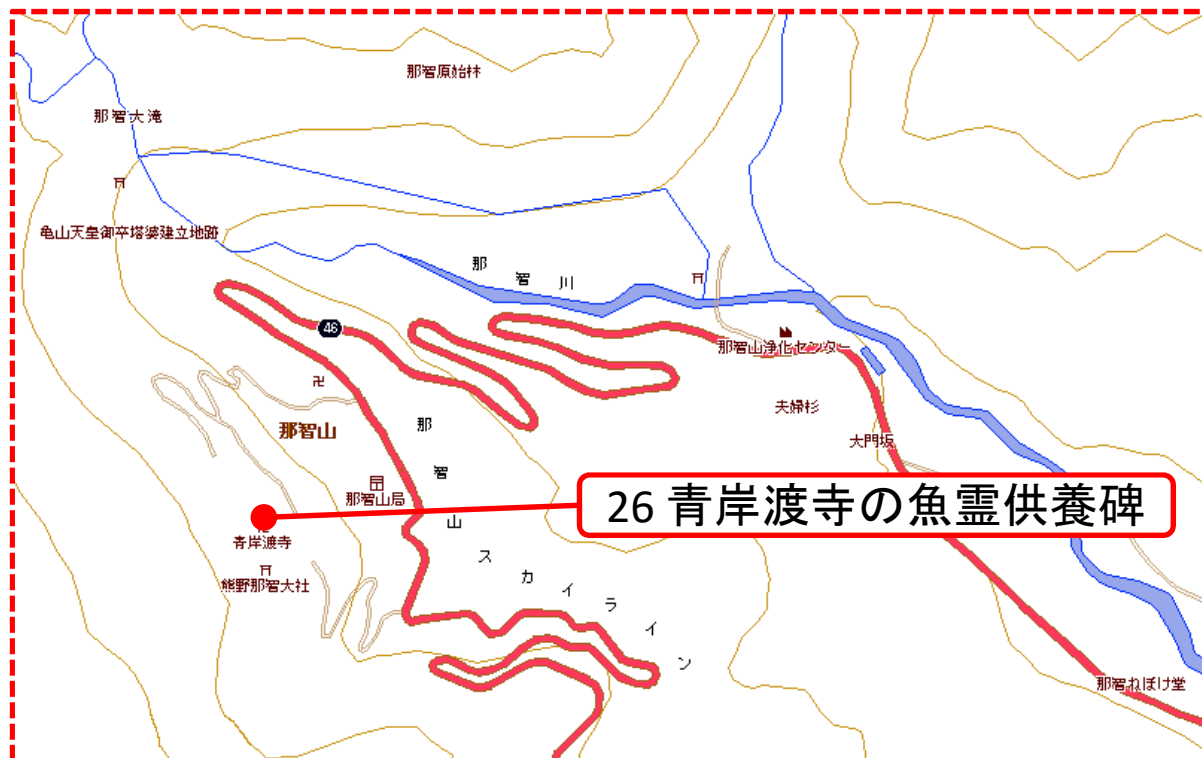 那智原始林
那智大滝
亀山天皇御卒塔婆建立地跡
那智川
46
那智山浄化センター
夫婦杉
大門坂
那智山
那智山スカイライン
那智山局
26 青岸渡寺の魚霊供養碑
青岸渡寺
熊野那智大社
那智ねぼけ堂